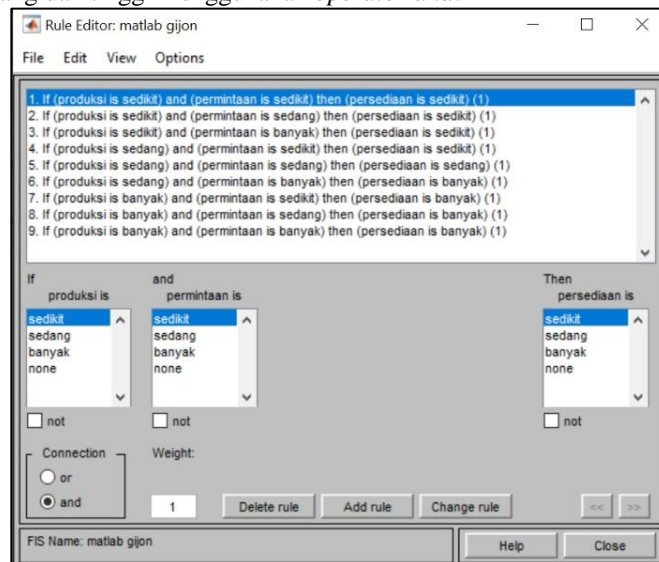 Rule Editor: matlab gijon
File Edit View Options
1. If (produksi is sedikit) and (permintaan is sedikit) then (persediaan is sedikit) (1)
2. If (produksi is sedikit) and (permintaan is sedang) then (persediaan is sedikit) (1)
3. If (produksi is sedikit) and (permintaan is banyak) then (persediaan is sedikit) (1)
4. If (produksi is sedang) and (permintaan is sedikit) then (persediaan is sedikit) (1)
5. If (produksi is sedang) and (permintaan is sedang) then (persediaan is sedang) (1)
6. If (produksi is sedang) and (permintaan is banyak) then (persediaan is banyak) (1)
7. If (produksi is banyak) and (permintaan is sedikit) then (persediaan is banyak) (1)
8. If (produksi is banyak) and (permintaan is sedang) then (persediaan is banyak) (1)
9. If (produksi is banyak) and (permintaan is banyak) then (persediaan is banyak) (1)
If and Then
produksi is permintaan is persediaan is
sedikit sedikit sedikit
sedang sedang sedang
banyak banyak banyak
none none none
not not not
Connection Weight:
or
and 1 Delete rule Add rule Change rule << >>
FIS Name: matlab gijon Help Close